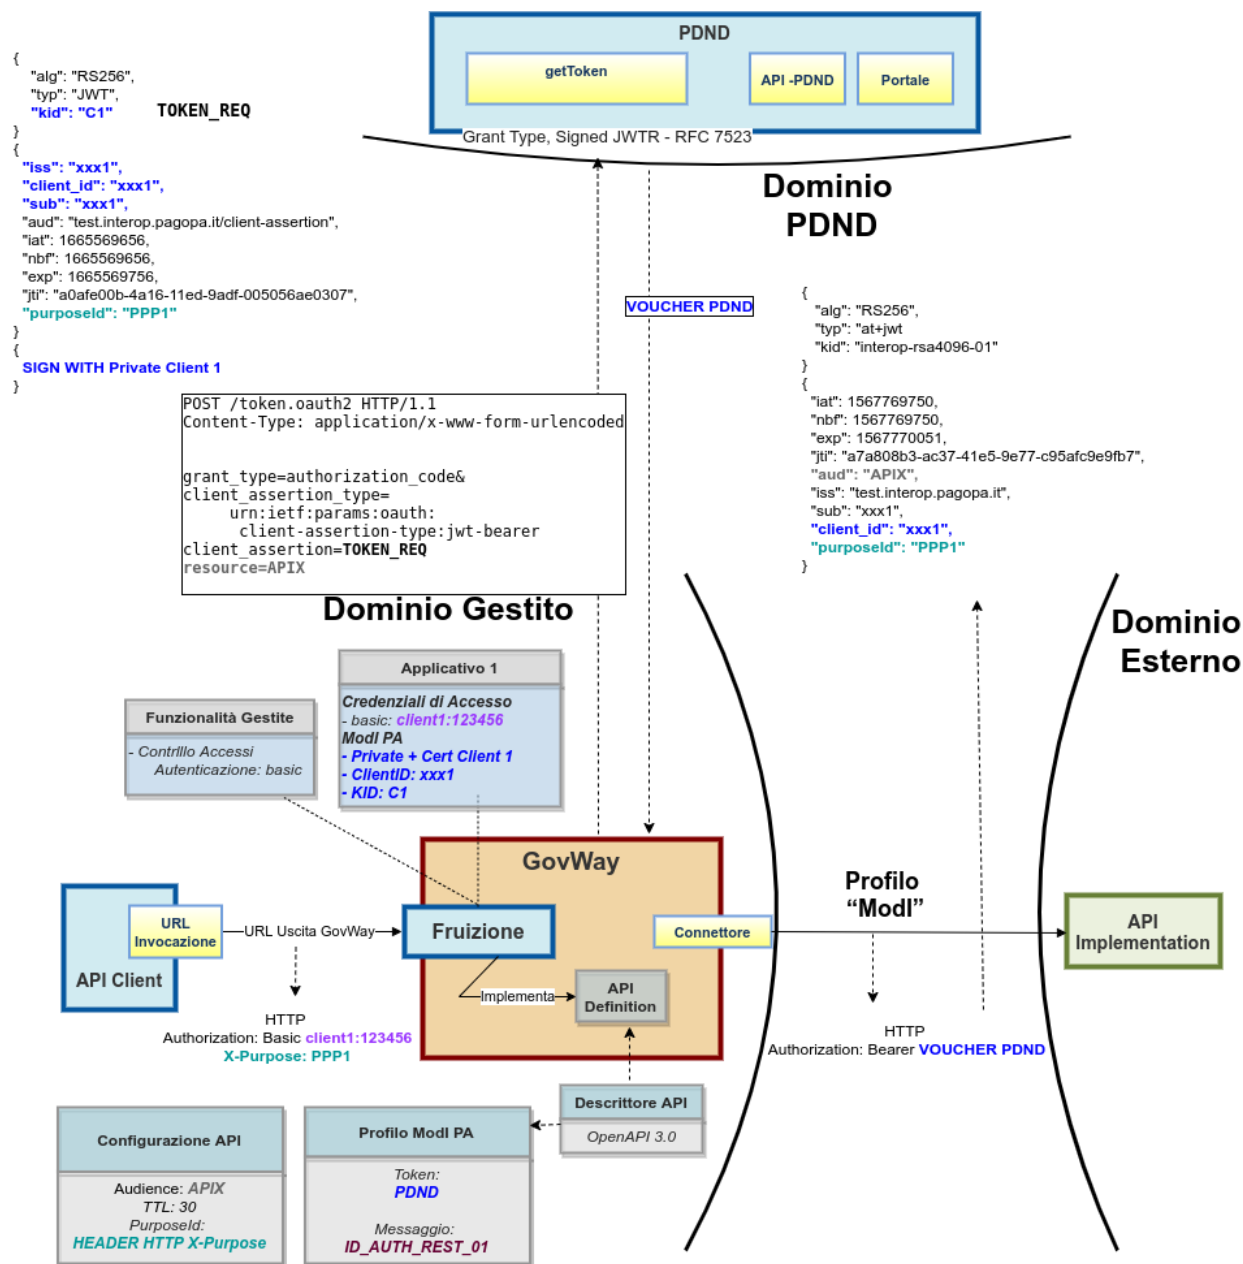 PDND
getToken
API -PDND
Portale
Grant Type, Signed JWTR - RFC 7523
Dominio
PDND
{
"alg": "RS256",
"typ": "JWT",
"kid": "C1"
TOKEN_REQ
}
{
"iss": "xxx1",
"client_id": "xxx1",
"sub": "xxx1",
"aud": "test.interop.pagopa.it/client-assertion",
"iat": 1665569656,
"nbf": 1665569656,
"exp": 1665569756,
"jti": "a0afe00b-4a16-11ed-9adf-005056ae0307",
"purposeId": "PPP1"
}
{
SIGN WITH Private Client 1
}
VOUCHER PDND
{
"alg": "RS256",
"typ": "at+jwt
"kid": "interop-rsa4096-01"
}
{
"iat": 1567769750,
"nbf": 1567769750,
"exp": 1567770051,
"jti": "a7a808b3-ac37-41e5-9e77-c95afc9e9fb7",
"aud": "APIX",
"iss": "test.interop.pagopa.it",
"sub": "xxx1",
"client_id": "xxx1",
"purposeId": "PPP1"
}
POST /token.oauth2 HTTP/1.1
Content-Type: application/x-www-form-urlencoded
grant_type=authorization_code&
client_assertion_type=
urn:ietf:params:oauth:
client-assertion-type:jwt-bearer
client_assertion=TOKEN_REQ
resource=APIX
Dominio Gestito
Dominio
Esterno
Funzionalità Gestite
- Contrllo Accessi
Autenticazione: basic
Applicativo 1
Credenziali di Accesso
- basic: client1:123456
ModI PA
- Private + Cert Client 1
- ClientID: xxx1
- KID: C1
GovWay
API Client
URL
Invocazione
URL Uscita GovWay
Fruizione
Connettore
Implementa
API
Definition
Profilo
“ModI”
API
Implementation
HTTP
Authorization: Basic client1:123456
X-Purpose: PPP1
HTTP
Authorization: Bearer VOUCHER PDND
Configurazione API
Audience: APIX
TTL: 30
PurposeId:
HEADER HTTP X-Purpose
Profilo ModI PA
Token:
PDND
Messaggio:
ID_AUTH_REST_01
Descrittore API
OpenAPI 3.0